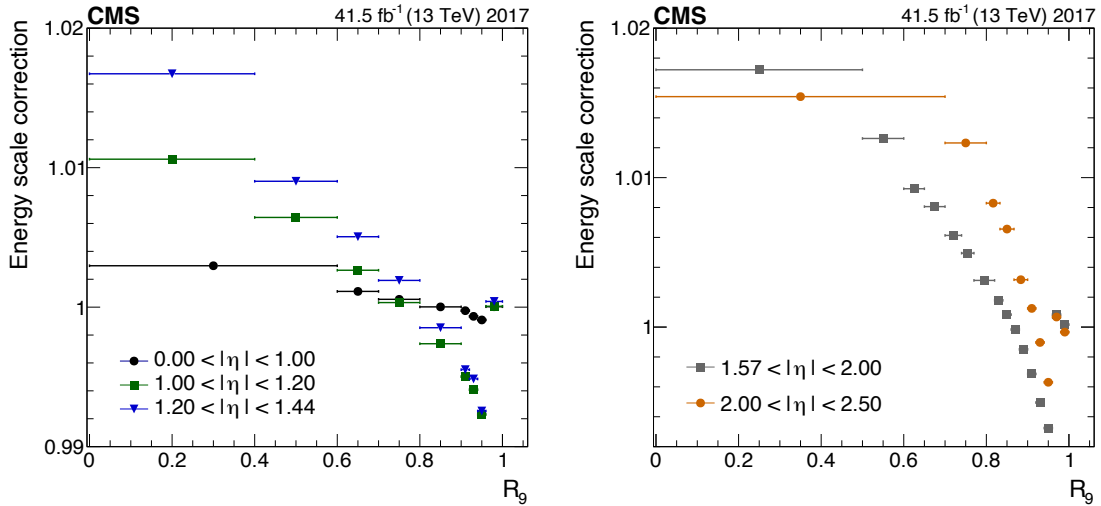 CMS 41.5 fb⁻¹ (13 TeV) 2017
Energy scale correction
1.02
1.01
1
0.99
0.00 < |η| < 1.00
1.00 < |η| < 1.20
1.20 < |η| < 1.44
0 0.2 0.4 0.6 0.8 1
R₉
CMS 41.5 fb⁻¹ (13 TeV) 2017
Energy scale correction
1.02
1.01
1
1.57 < |η| < 2.00
2.00 < |η| < 2.50
0 0.2 0.4 0.6 0.8 1
R₉